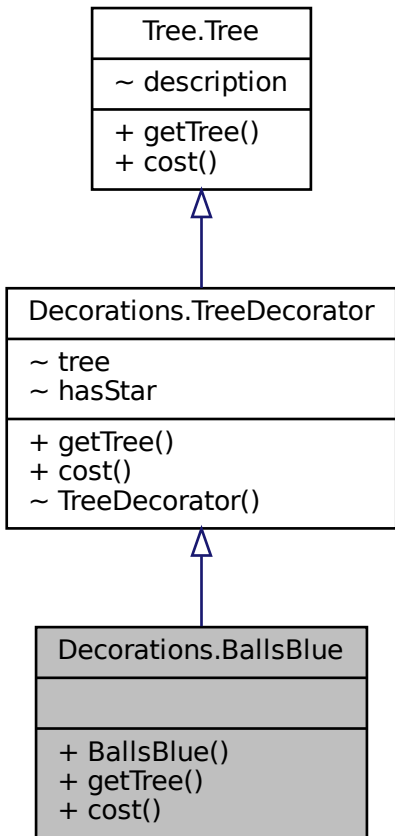 Tree.Tree
~ description
+ getTree()
+ cost()
Decorations.TreeDecorator
~ tree
~ hasStar
+ getTree()
+ cost()
~ TreeDecorator()
Decorations.BallsBlue
+ BallsBlue()
+ getTree()
+ cost()